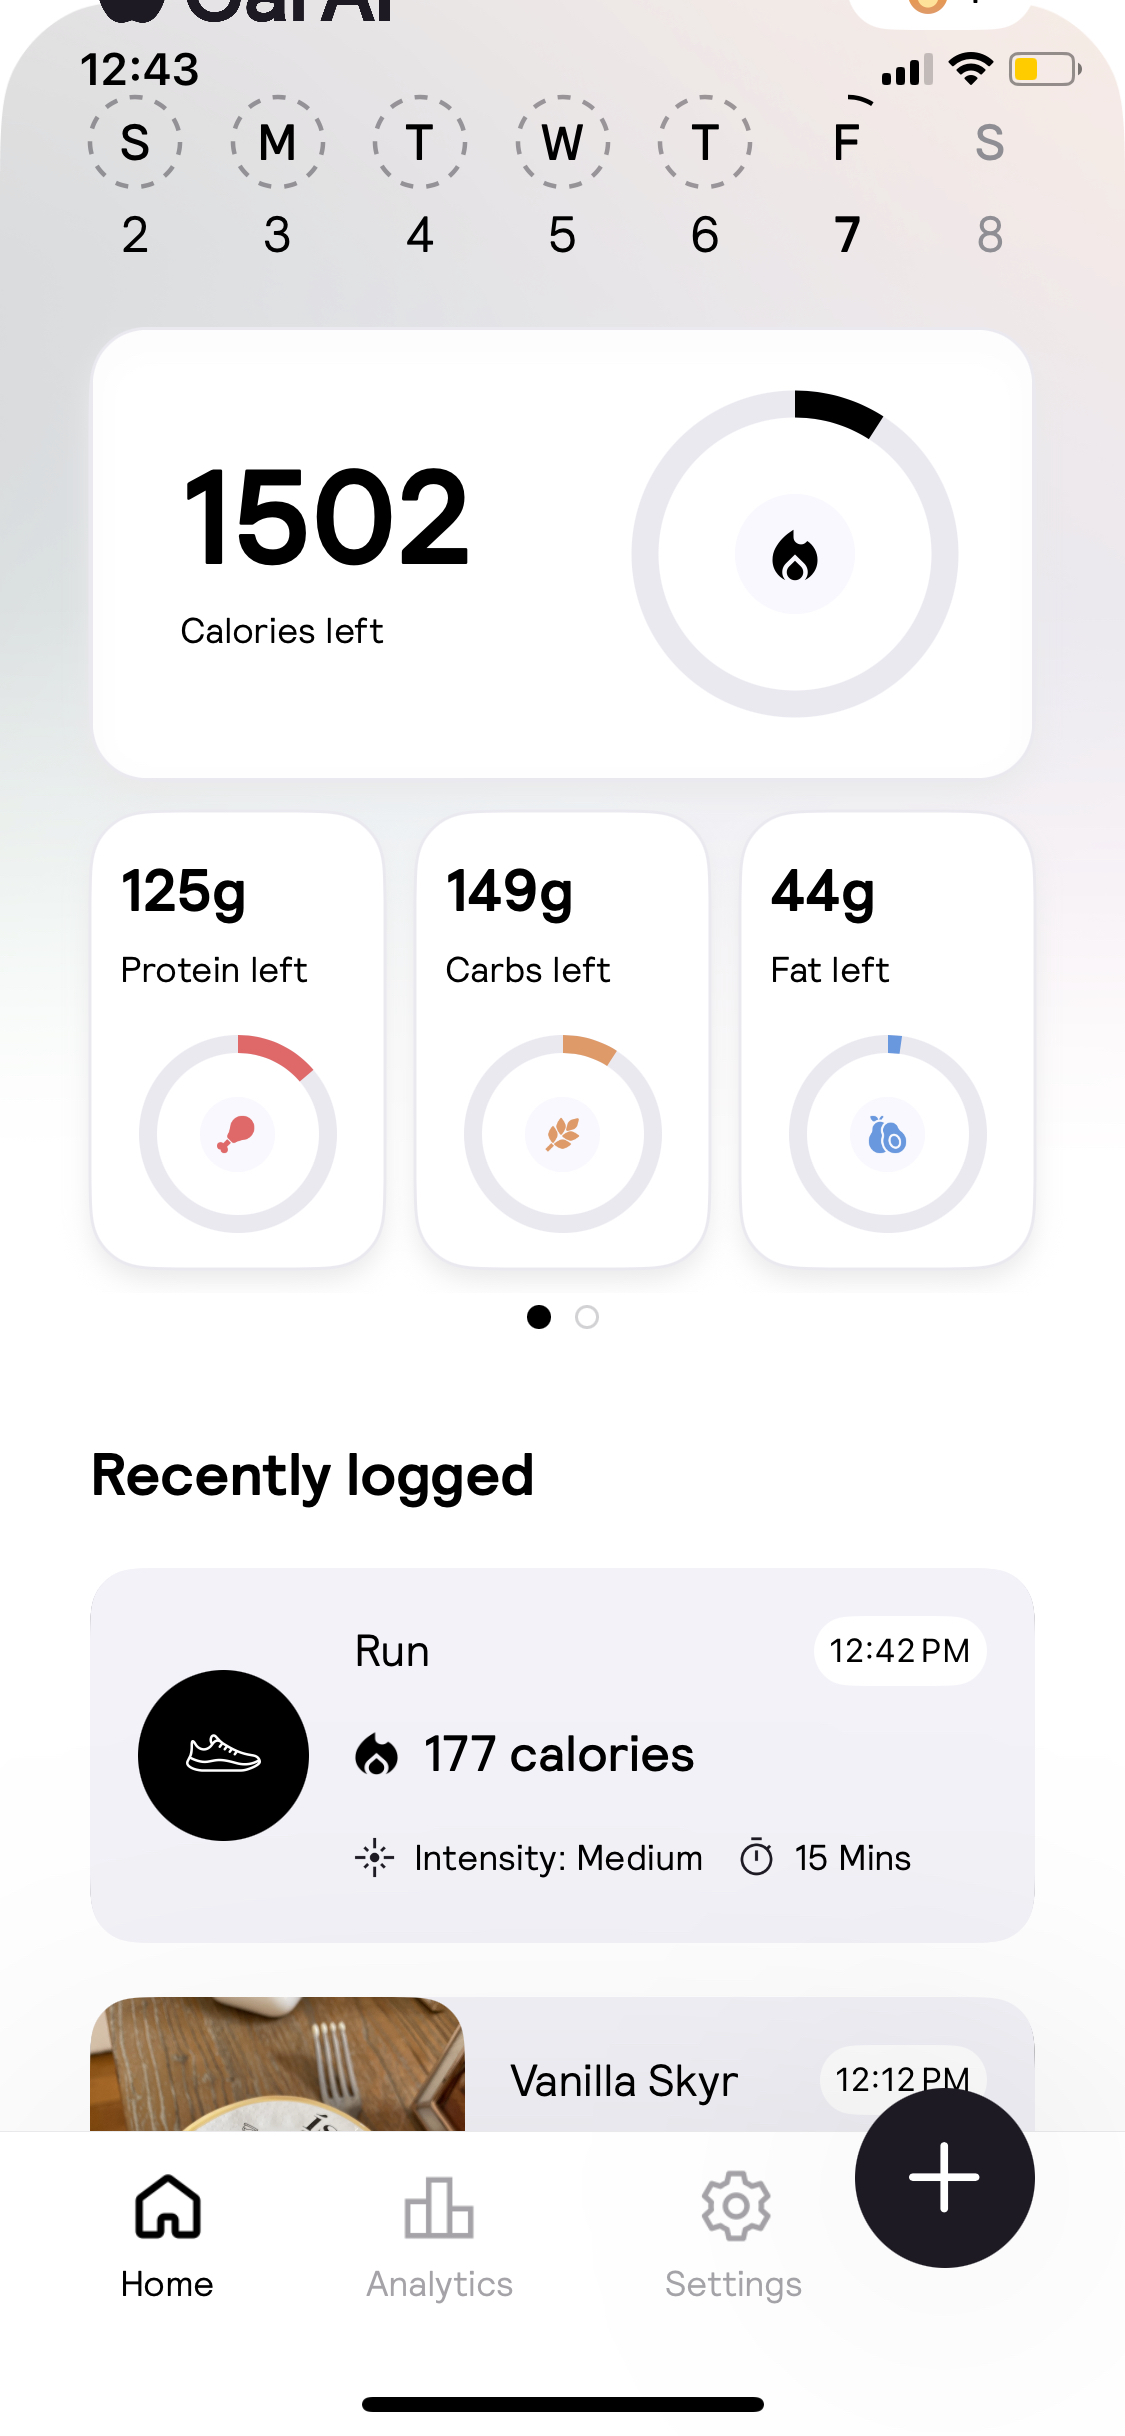 Cal AI
12:43
S M T W T F S
2 3 4 5 6 7 8
1502
Calories left
125g
Protein left
149g
Carbs left
44g
Fat left
Recently logged
Run
12:42 PM
177 calories
Intensity: Medium 15 Mins
Vanilla Skyr
12:12 PM
Home
Analytics
Settings